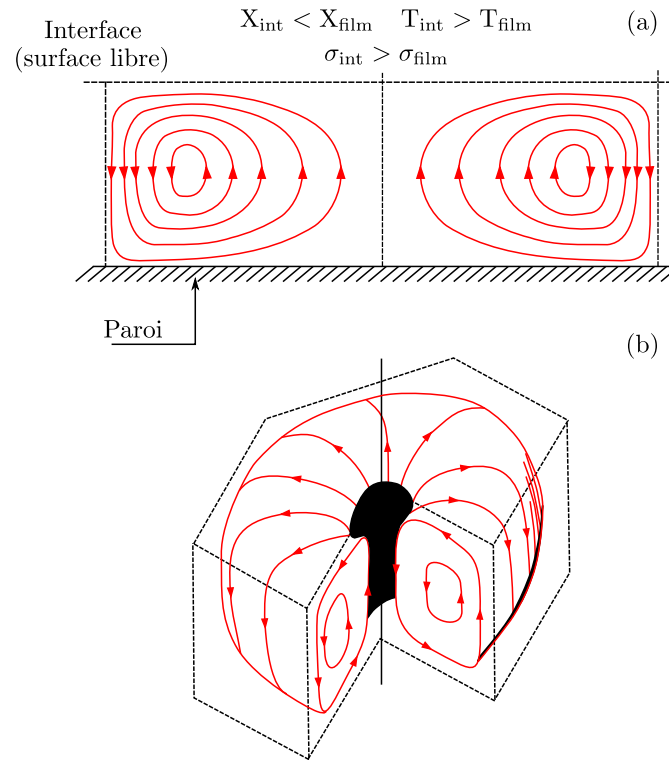 X_int < X_film T_int > T_film (a)
Interface
(surface libre)
σ_int > σ_film
Paroi
(b)